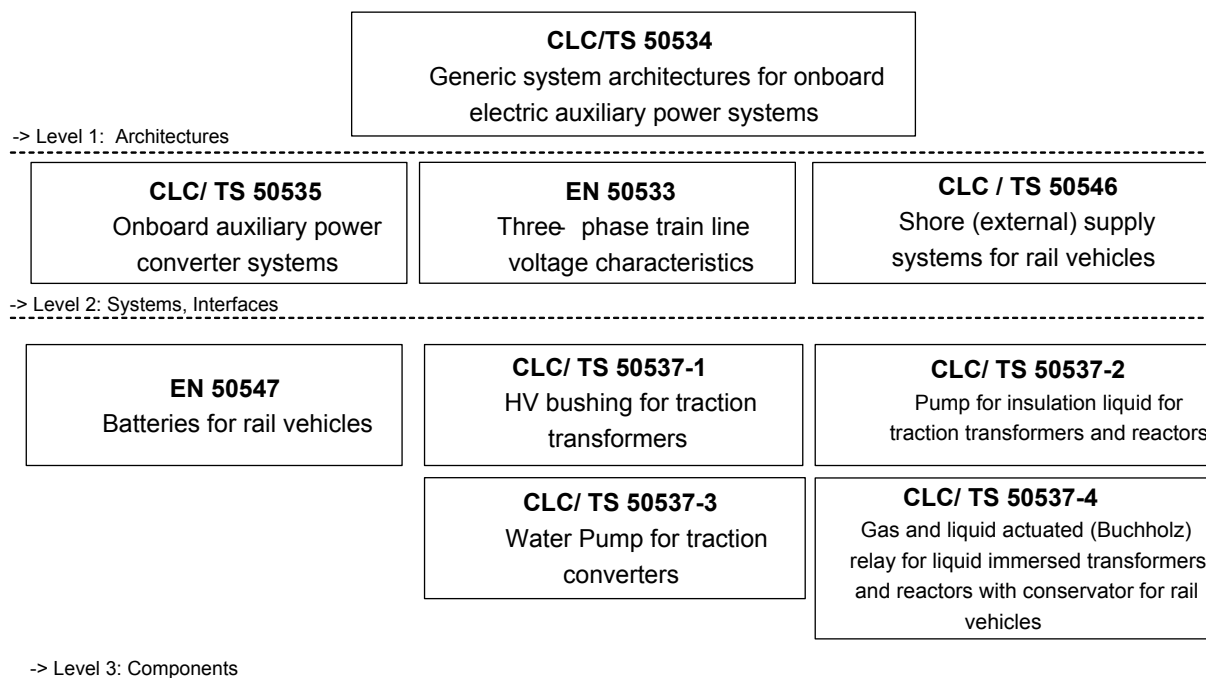 CLC/TS 50534
Generic system architectures for onboard
electric auxiliary power systems
-> Level 1: Architectures
CLC/ TS 50535
Onboard auxiliary power
converter systems
EN 50533
Three- phase train line
voltage characteristics
CLC / TS 50546
Shore (external) supply
systems for rail vehicles
-> Level 2: Systems, Interfaces
EN 50547
Batteries for rail vehicles
CLC/ TS 50537-1
HV bushing for traction
transformers
CLC/ TS 50537-2
Pump for insulation liquid for
traction transformers and reactors
CLC/ TS 50537-3
Water Pump for traction
converters
CLC/ TS 50537-4
Gas and liquid actuated (Buchholz)
relay for liquid immersed transformers
and reactors with conservator for rail
vehicles
-> Level 3: Components